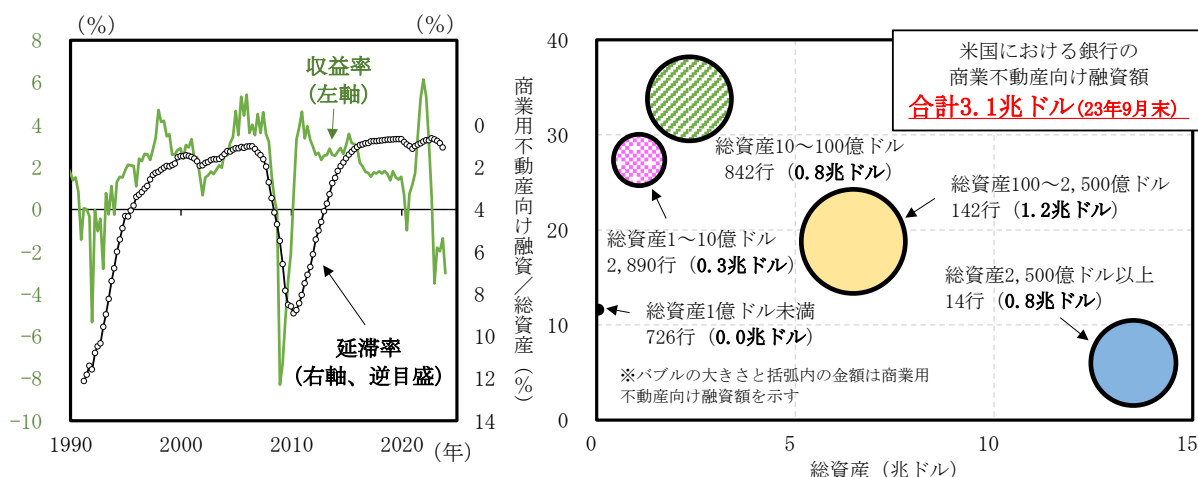 (%)
(%)
8
6
4
2
0
-2
-4
-6
-8
-10
0
2
4
6
8
10
12
14
収益率
(左軸)
延滞率
(右軸、逆目盛)
1990
2000
2010
2020
(年)
商業用不動産向け融資／総資産（%）
40
30
20
10
0
0
5
10
15
総資産（兆ドル）
米国における銀行の
商業不動産向け融資額
合計3.1兆ドル(23年9月末)
総資産10～100億ドル
842行（0.8兆ドル）
総資産100～2,500億ドル
142行（1.2兆ドル）
総資産1～10億ドル
2,890行（0.3兆ドル）
総資産2,500億ドル以上
14行（0.8兆ドル）
総資産1億ドル未満
726行（0.0兆ドル）
※バブルの大きさと括弧内の金額は商業用
不動産向け融資額を示す